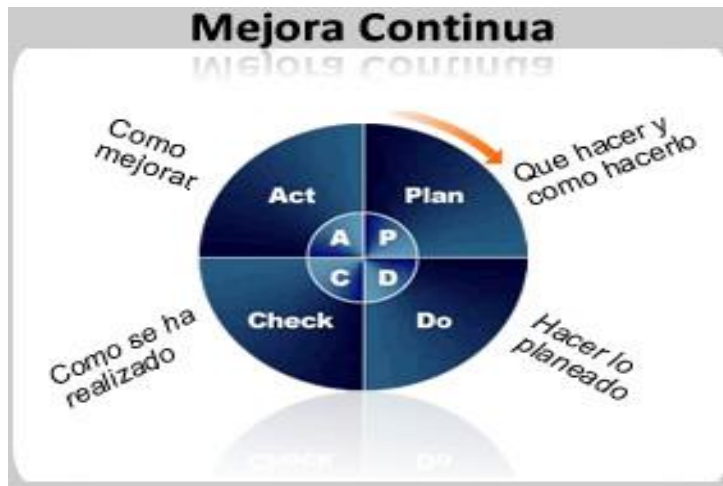 Mejora Continua
Como
mejorar
Que hacer y
como hacerlo
Act
Plan
A
P
C
D
Check
Do
Como se ha
realizado
Hacer lo
planeado